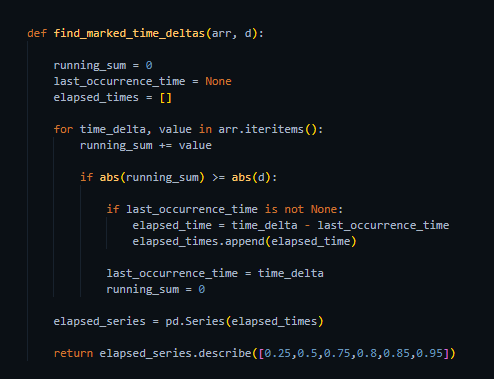 def find_marked_time_deltas(arr, d):
running_sum = 0
last_occurrence_time = None
elapsed_times = []
for time_delta, value in arr.iteritems():
running_sum += value
if abs(running_sum) >= abs(d):
if last_occurrence_time is not None:
elapsed_time = time_delta - last_occurrence_time
elapsed_times.append(elapsed_time)
last_occurrence_time = time_delta
running_sum = 0
elapsed_series = pd.Series(elapsed_times)
return elapsed_series.describe([0.25,0.5,0.75,0.8,0.85,0.95])